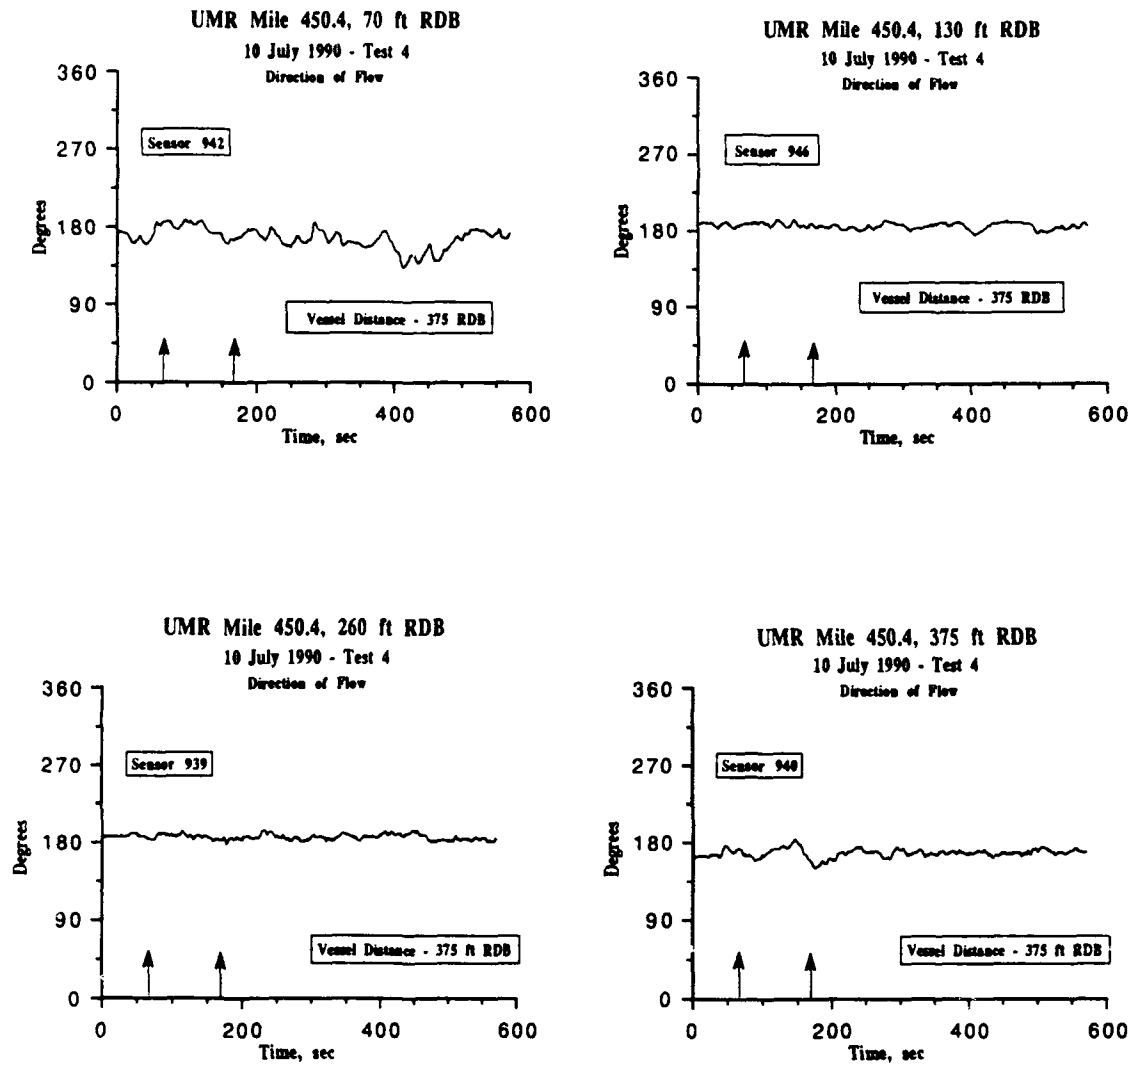 UMR Mile 450.4, 70 ft RDB
10 July 1990 - Test 4
Direction of Flow
360
270
180
90
0
Degrees
Sensor 942
Vessel Distance - 375 RDB
0 200 400 600
Time, sec
UMR Mile 450.4, 130 ft RDB
10 July 1990 - Test 4
Direction of Flow
360
270
180
90
0
Degrees
Sensor 946
Vessel Distance - 375 RDB
0 200 400 600
Time, sec
UMR Mile 450.4, 260 ft RDB
10 July 1990 - Test 4
Direction of Flow
360
270
180
90
0
Degrees
Sensor 939
Vessel Distance - 375 ft RDB
0 200 400 600
Time, sec
UMR Mile 450.4, 375 ft RDB
10 July 1990 - Test 4
Direction of Flow
360
270
180
90
0
Degrees
Sensor 940
Vessel Distance - 375 ft RDB
0 200 400 600
Time, sec